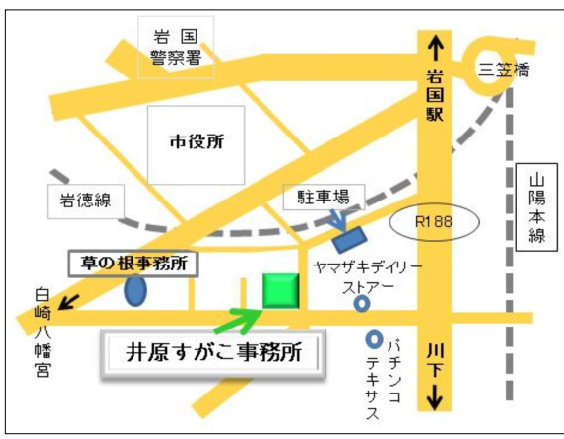 岩国
警察署
三笠橋
岩国駅
市役所
山陽本線
岩徳線
駐車場
R188
草の根事務所
ヤマザキデイリー
ストアー
白崎八幡宮
井原すがこ事務所
パチンコ
テキサス
川下